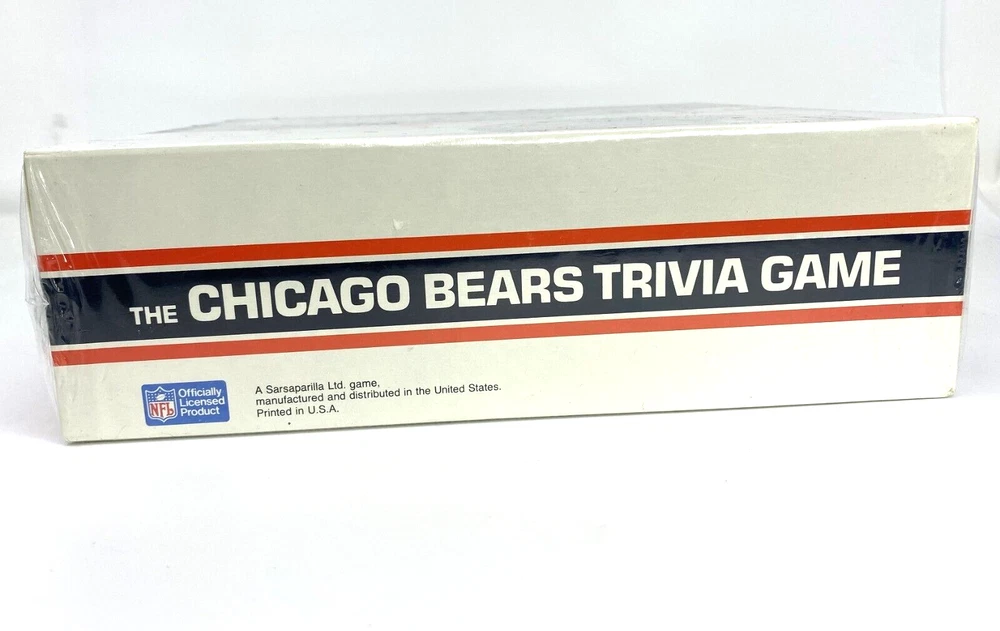 THE CHICAGO BEARS TRIVIA GAME
NFL
Officially
Licensed
Product
A Sarsaparilla Ltd. game,
manufactured and distributed in the United States.
Printed in U.S.A.